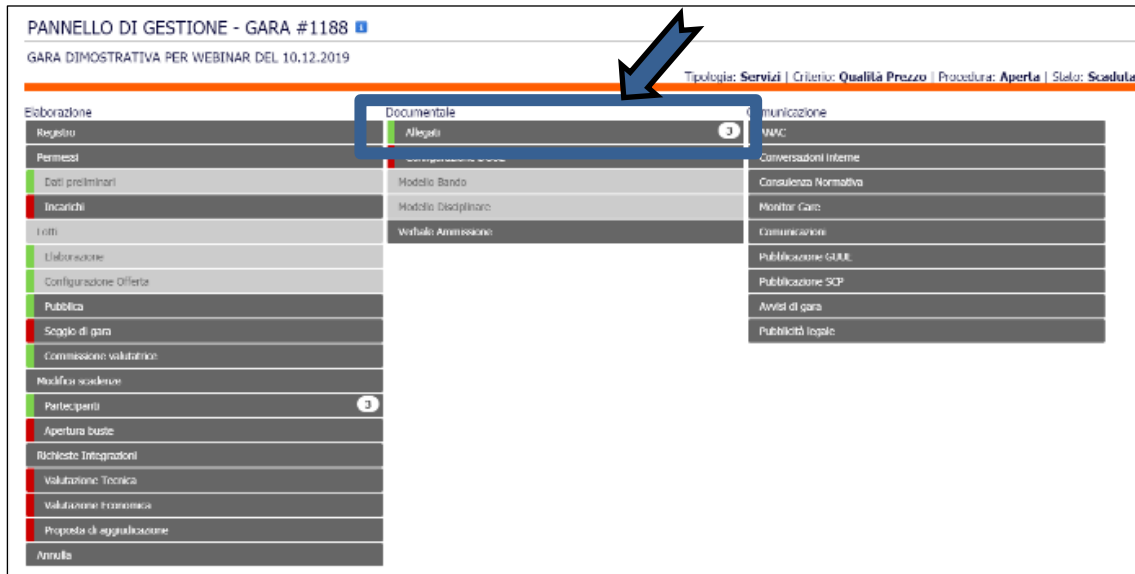 PANNELLO DI GESTIONE - GARA #1188 i
GARA DIMOSTRATIVA PER WEBINAR DEL 10.12.2019
Tipologia: Servizi | Criterio: Qualità Prezzo | Procedura: Aperta | Stato: Scaduta
Elaborazione
Registro
Permessi
Dati preliminari
Incarichi
Lotti
Elaborazione
Configurazione Offerta
Pubblica
Seggio di gara
Commissione valutatrice
Modifica scadenze
Partecipanti 3
Apertura buste
Richieste Integrazioni
Valutazione Tecnica
Valutazione Economica
Proposta di aggiudicazione
Annulla
Documentale
Allegati 3
Configurazione
Modello Bando
Modello Disciplinare
Verbale Ammissione
municazione
ANAC
Conversazioni Interne
Consulenza Normativa
Monitor Gare
Comunicazioni
Pubblicazione GUUE
Pubblicazione SCP
Avvisi di gara
Pubblicità legale